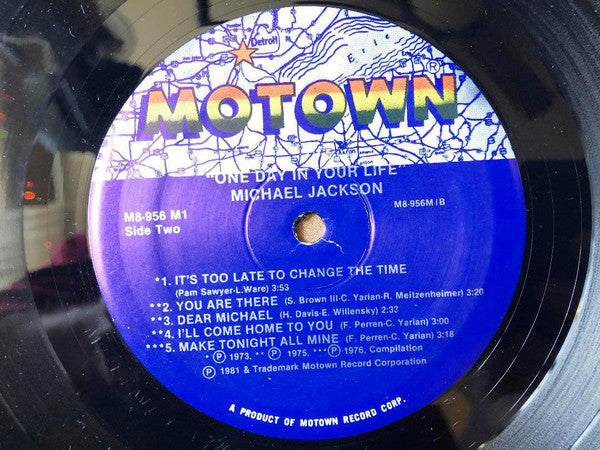 Detroit
Erie
MOTOWN®
Akron
Canton
"ONE DAY IN YOUR LIFE"
MICHAEL JACKSON
M8-956 M1
Side Two
M8-956M1B
*1. IT'S TOO LATE TO CHANGE THE TIME
(Pam Sawyer-L.Ware) 3:53
**2. YOU ARE THERE (S. Brown III-C. Yarian-R. Meitzenheimer) 3:20
**3. DEAR MICHAEL (H. Davis-E. Willensky) 2:33
**4. I'LL COME HOME TO YOU (F. Perren-C. Yarian) 3:00
***5. MAKE TONIGHT ALL MINE (F. Perren-C. Yarian) 3:18
* ℗ 1973, ** ℗ 1975, *** ℗ 1976, Compilation
℗ 1981 & Trademark Motown Record Corporation
A PRODUCT OF MOTOWN RECORD CORP.